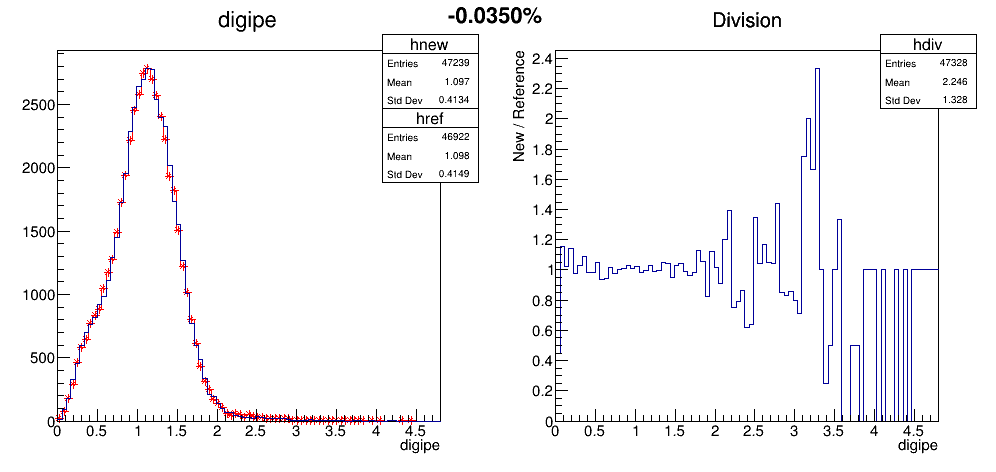 -0.0350%
digipe
hnew
Entries 47239
Mean 1.097
Std Dev 0.4134
href
Entries 46922
Mean 1.098
Std Dev 0.4149
2500
2000
1500
1000
500
0
0 0.5 1 1.5 2 2.5 3 3.5 4 4.5
digipe
Division
hdiv
Entries 47328
Mean 2.246
Std Dev 1.328
New / Reference
2.4
2.2
2
1.8
1.6
1.4
1.2
1
0.8
0.6
0.4
0.2
0
0 0.5 1 1.5 2 2.5 3 3.5 4 4.5
digipe